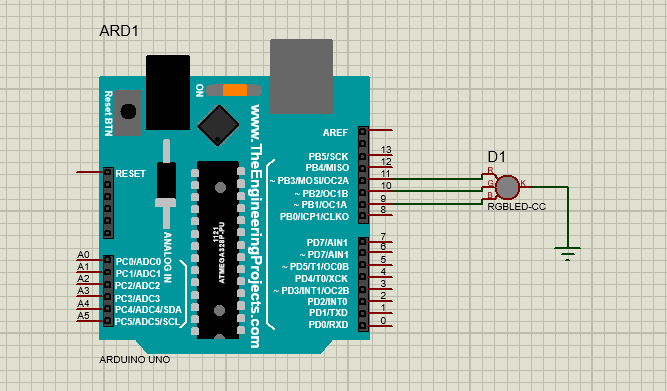 ARD1
ON
Reset BTN
www.TheEngineeringProjects.com
RESET
ANALOG IN
1121
ATMEGA328P-PU
AREF
PB5/SCK 13
PB4/MISO 12
~ PB3/MOSI/OC2A 11
~ PB2/OC1B 10
~ PB1/OC1A 9
PB0/ICP1/CLKO 8
PD7/AIN1 7
~ PD7/AIN1 6
~ PD5/T1/OC0B 5
PD4/T0/XCK 4
~ PD3/INT1/OC2B 3
PD2/INT0 2
PD1/TXD 1
PD0/RXD 0
A0 PC0/ADC0
A1 PC1/ADC1
A2 PC2/ADC2
A3 PC3/ADC3
A4 PC4/ADC4/SDA
A5 PC5/ADC5/SCL
ARDUINO UNO
D1
R
G K
B
RGBLED-CC